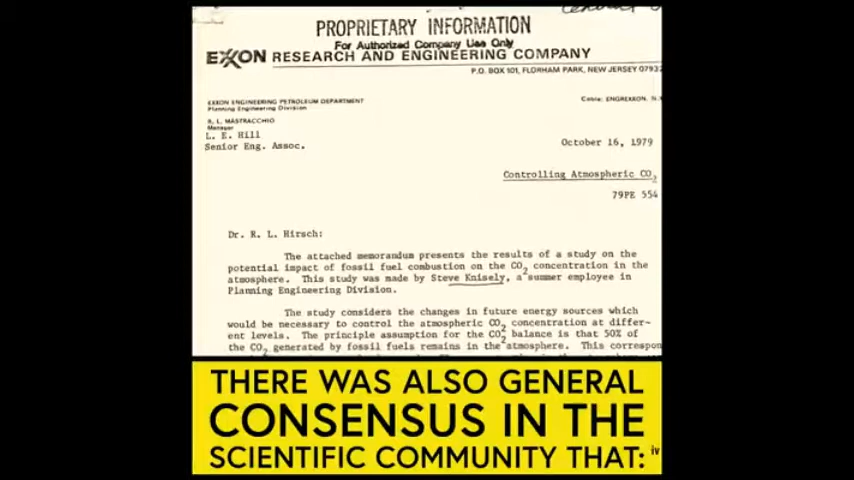 PROPRIETARY INFORMATION
For Authorized Company Use Only
EXXON RESEARCH AND ENGINEERING COMPANY
P.O. BOX 101, FLORHAM PARK, NEW JERSEY 0793
EXXON ENGINEERING PETROLEUM DEPARTMENT
Planning Engineering Division
Cable: ENGREXXON, N.Y.
R. L. MASTRACCHIO
Manager
L. E. Hill
Senior Eng. Assoc.
October 16, 1979
Controlling Atmospheric CO2
79PE 554
Dr. R. L. Hirsch:
The attached memorandum presents the results of a study on the
potential impact of fossil fuel combustion on the CO2 concentration in the
atmosphere. This study was made by Steve Knisely, a summer employee in
Planning Engineering Division.
The study considers the changes in future energy sources which
would be necessary to control the atmospheric CO2 concentration at differ-
ent levels. The principle assumption for the CO2 balance is that 50% of
the CO2 generated by fossil fuels remains in the atmosphere. This correspon
THERE WAS ALSO GENERAL
CONSENSUS IN THE
SCIENTIFIC COMMUNITY THAT: iv